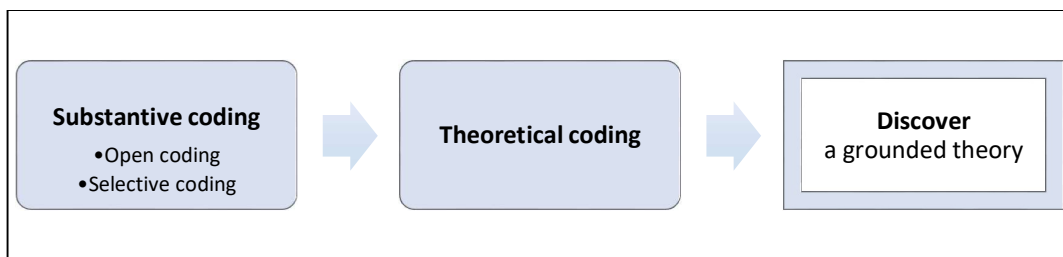 Substantive coding
•Open coding
•Selective coding
Theoretical coding
Discover
a grounded theory